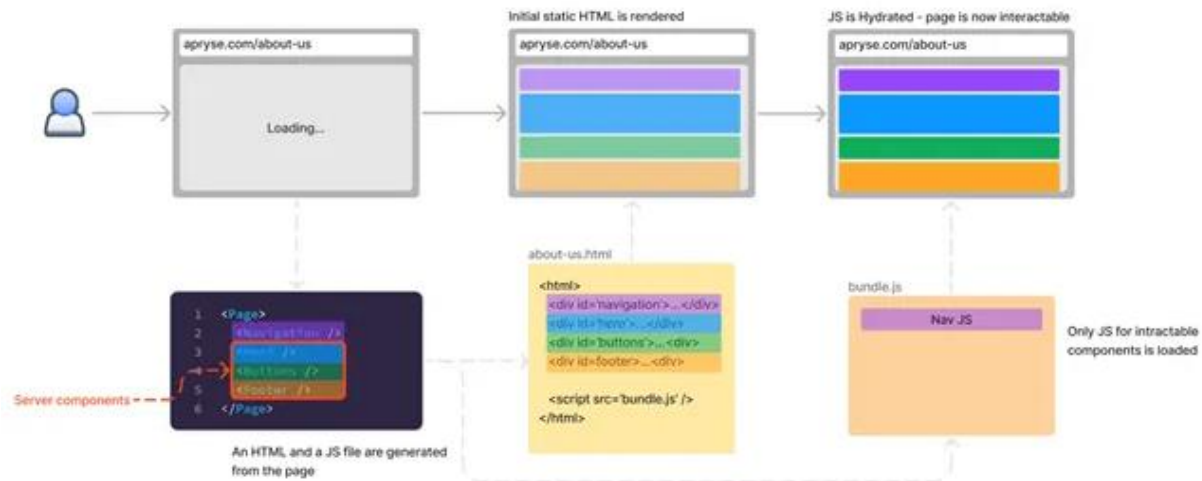 Initial static HTML is rendered
JS is Hydrated - page is now interactable
apryse.com/about-us
apryse.com/about-us
apryse.com/about-us
Loading...
about-us.html
<html>
<div id='navigation'>...</div>
<div id='hero'>...</div>
<div id='buttons'>...<div>
<div id=footer>...<div>
<script src='bundle.js' />
</html>
bundle.js
Nav JS
Only JS for intractable
components is loaded
1 <Page>
2 <Navigation />
3 <Hero />
4 <Buttons />
5 <Footer />
6 </Page>
Server components
An HTML and a JS file are generated
from the page